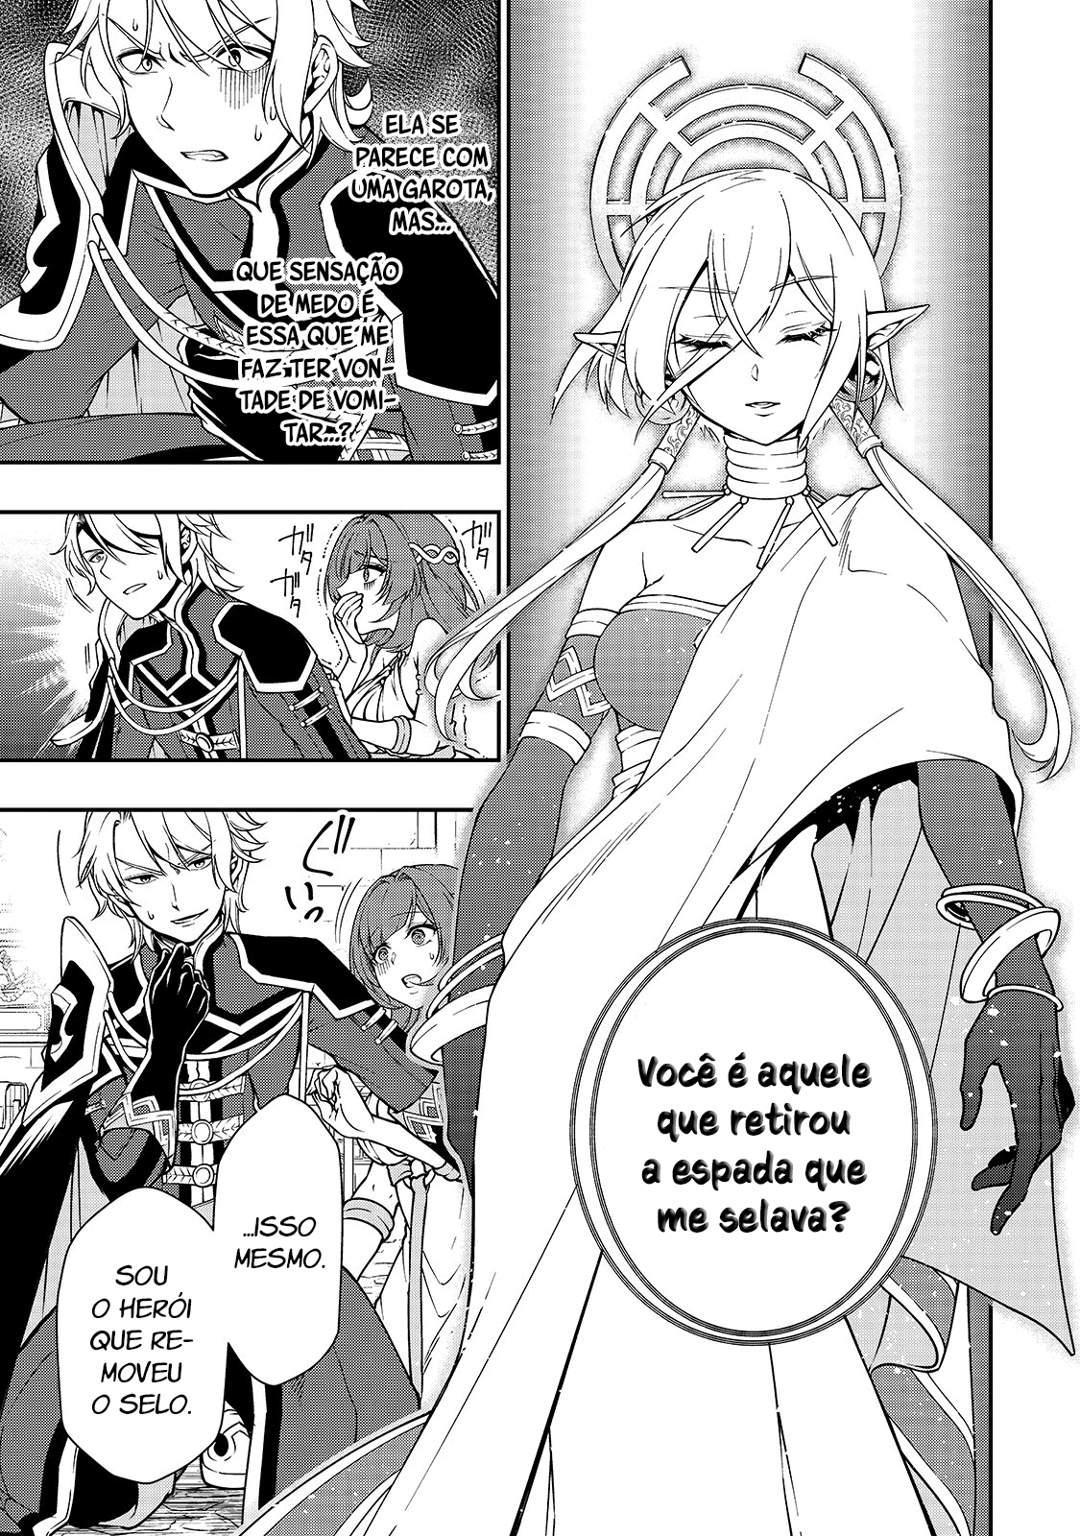 Você é aquele
que retirou
a espada que
me selava?
ELA SE
PARECE COM
UMA GAROTA,
MAS...
QUE SENSAÇÃO
DE MEDO É
ESSA QUE ME
FAZ TER VON-
TADE DE VOMI-
TAR...?
ガタ
ガタ
ガタ
ぐいっ
...ISSO
MESMO.
SOU
O HERÓI
QUE RE-
MOVEU
O SELO.